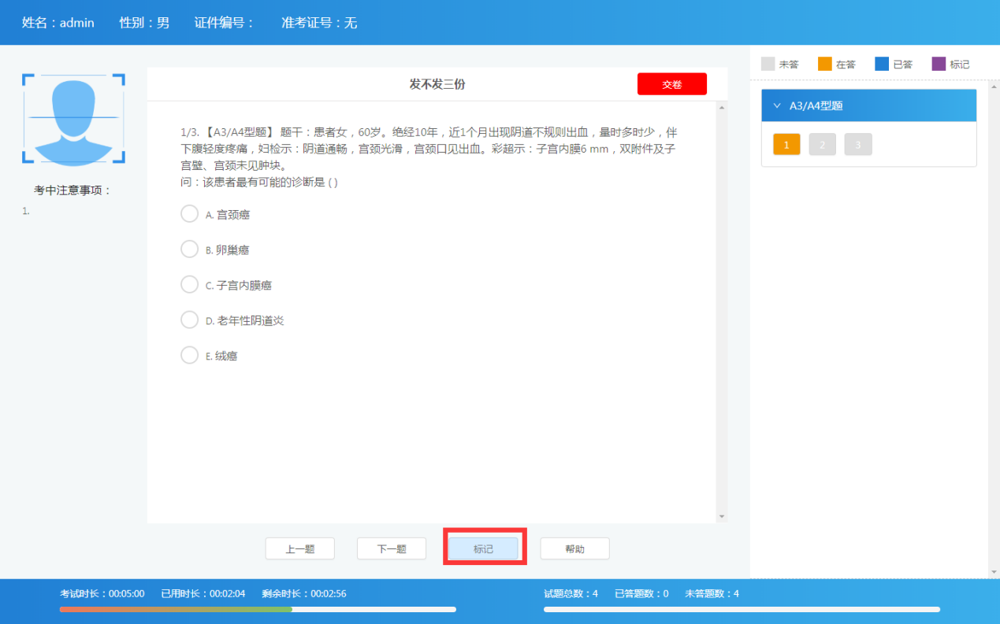 姓名：admin 性别：男 证件编号： 准考证号：无
考中注意事项：
1.
发不发三份
交卷
1/3. 【A3/A4型题】 题干：患者女，60岁。绝经10年，近1个月出现阴道不规则出血，量时多时少，伴
下腹轻度疼痛，妇检示：阴道通畅，宫颈光滑，宫颈口见出血。彩超示：子宫内膜6 mm，双附件及子
宫壁、宫颈未见肿块。
问：该患者最有可能的诊断是 ( )
A. 宫颈癌
B. 卵巢癌
C. 子宫内膜癌
D. 老年性阴道炎
E. 绒癌
上一题 下一题 标记 帮助
未答 在答 已答 标记
A3/A4型题
1 2 3
考试时长：00:05:00 已用时长：00:02:04 剩余时长：00:02:56
试题总数：4 已答题数：0 未答题数：4